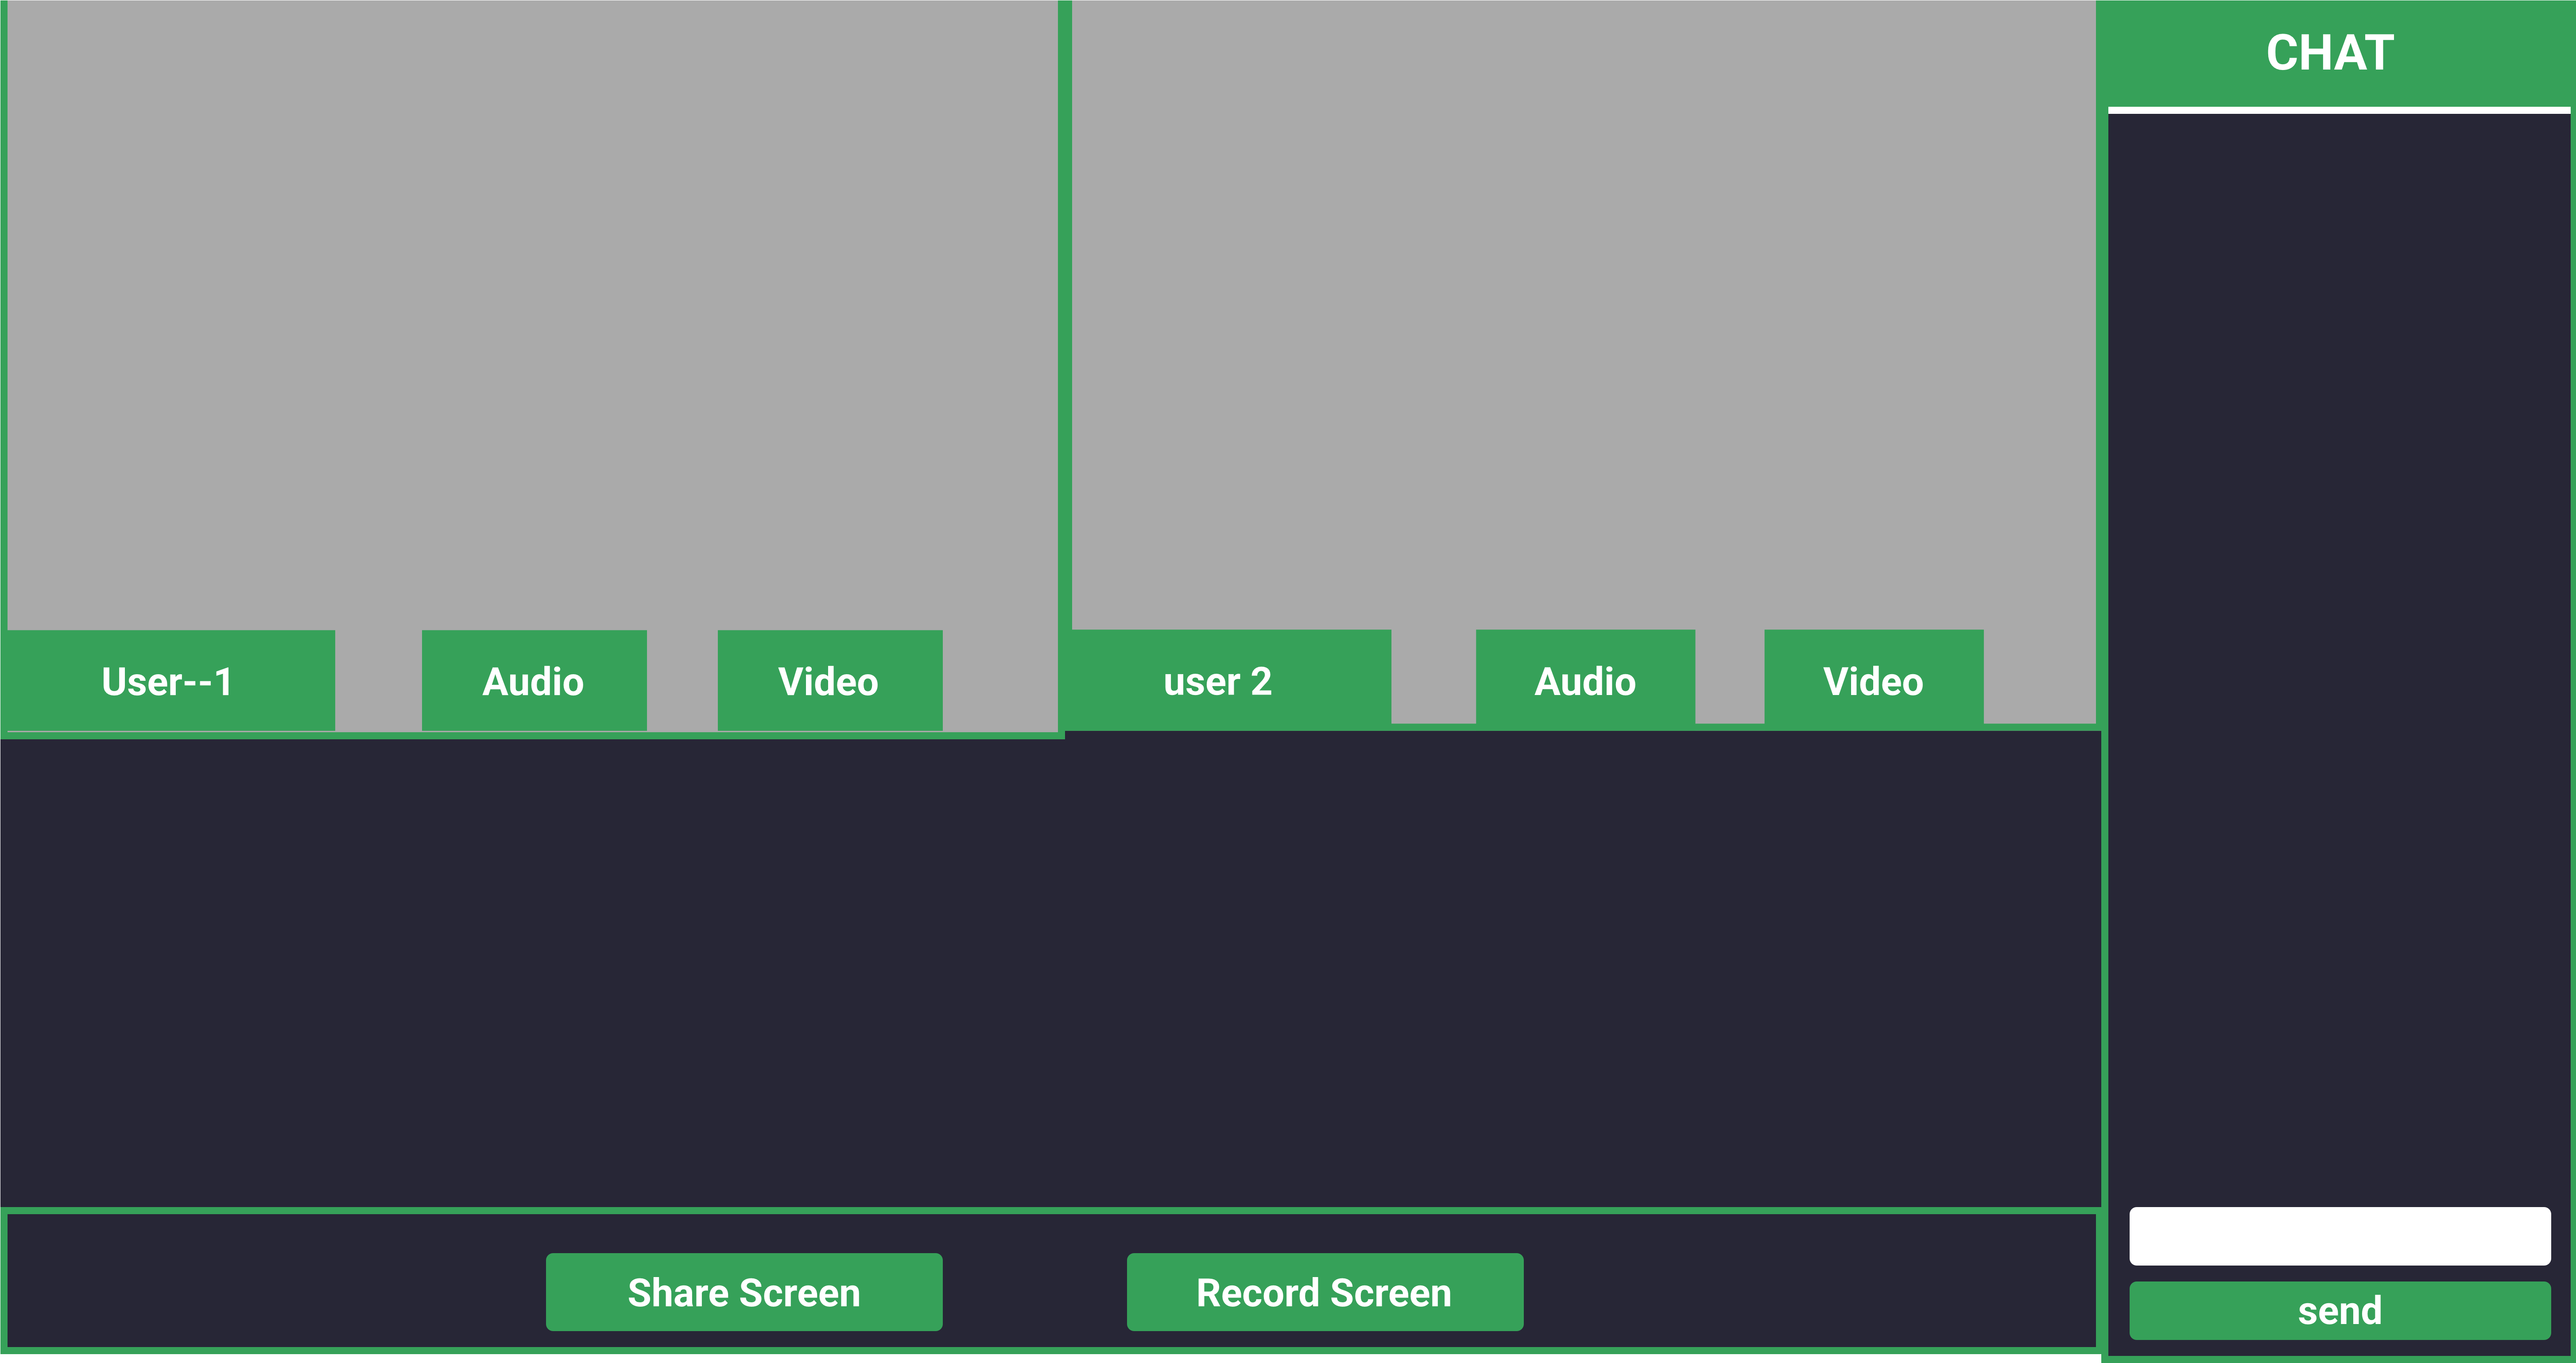 CHAT
User--1
Audio
Video
user 2
Audio
Video
Share Screen
Record Screen
send